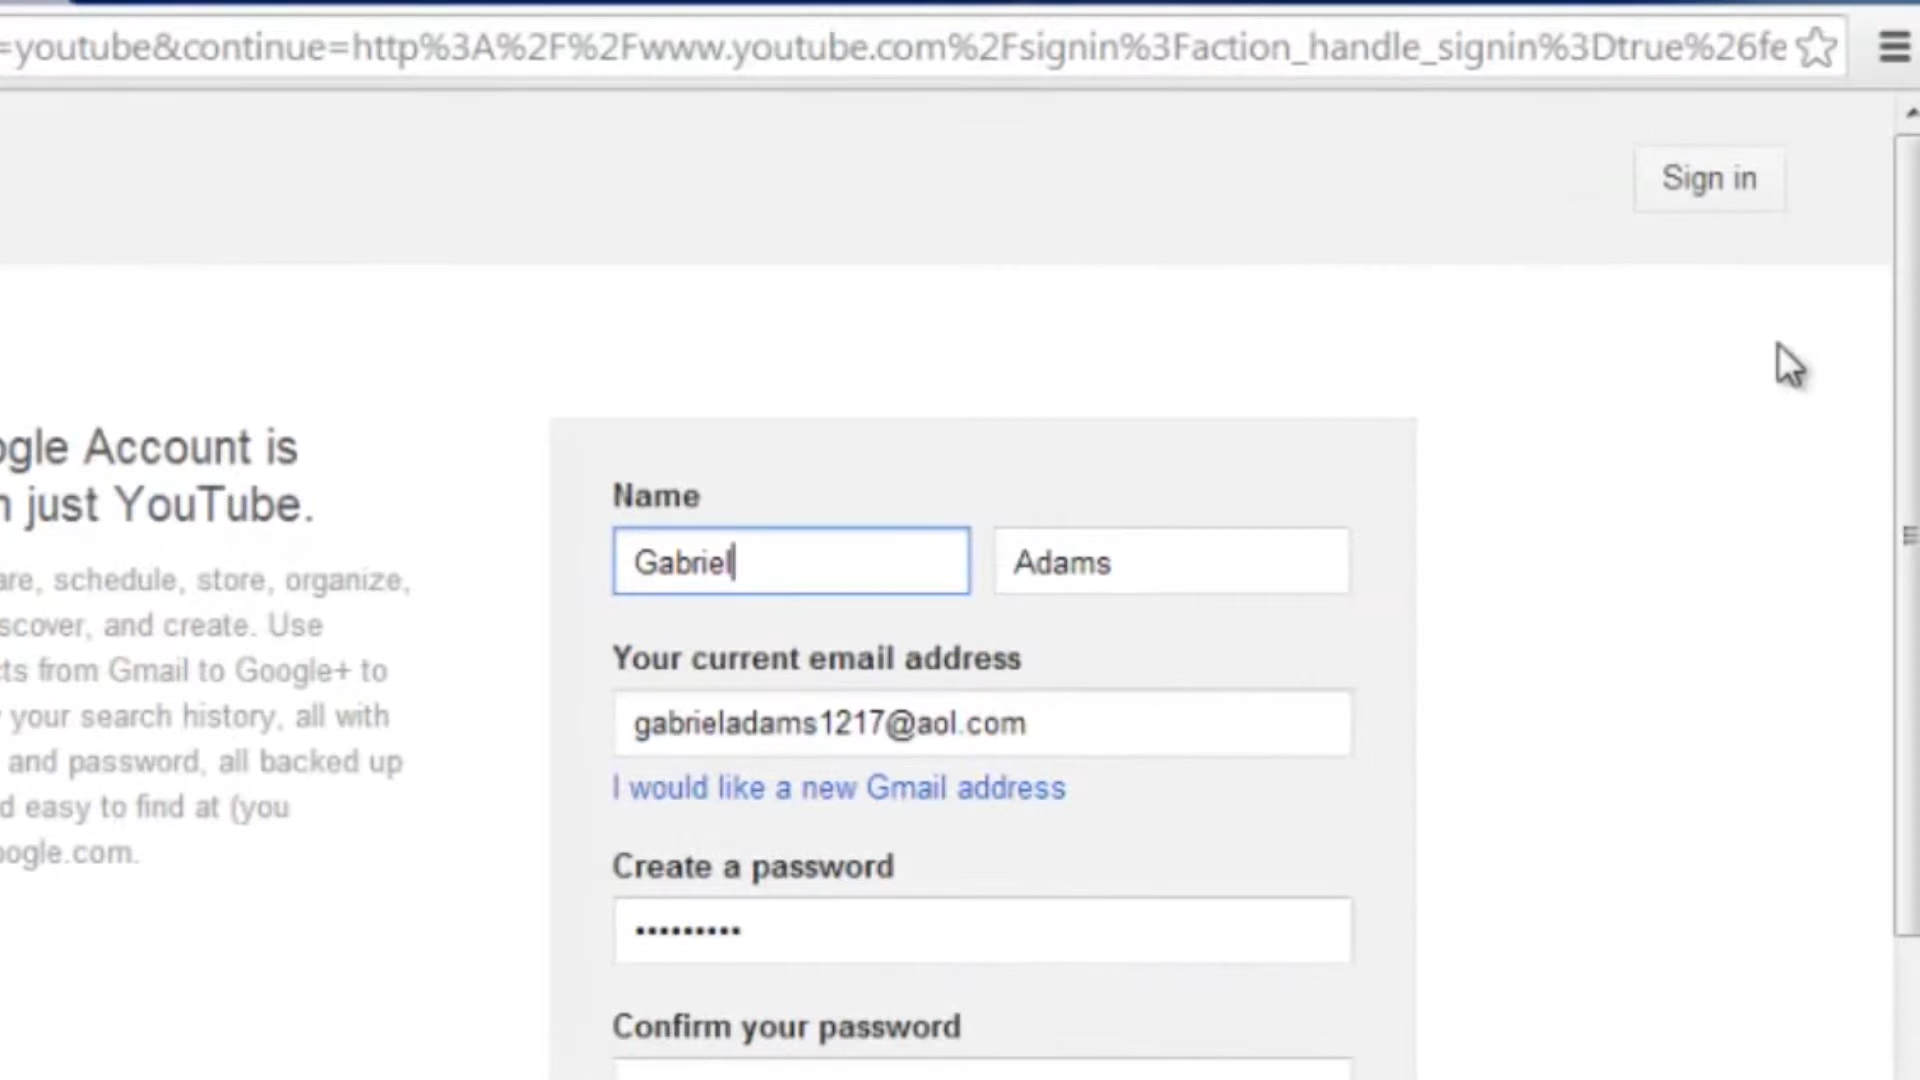 =youtube&continue=http%3A%2F%2Fwww.youtube.com%2Fsignin%3Faction_handle_signin%3Dtrue%26fe
Sign in
ogle Account is
n just YouTube.
are, schedule, store, organize,
scover, and create. Use
cts from Gmail to Google+ to
your search history, all with
and password, all backed up
d easy to find at (you
oogle.com.
Name
Gabriel
Adams
Your current email address
gabrieladams1217@aol.com
I would like a new Gmail address
Create a password
•••••••••
Confirm your password